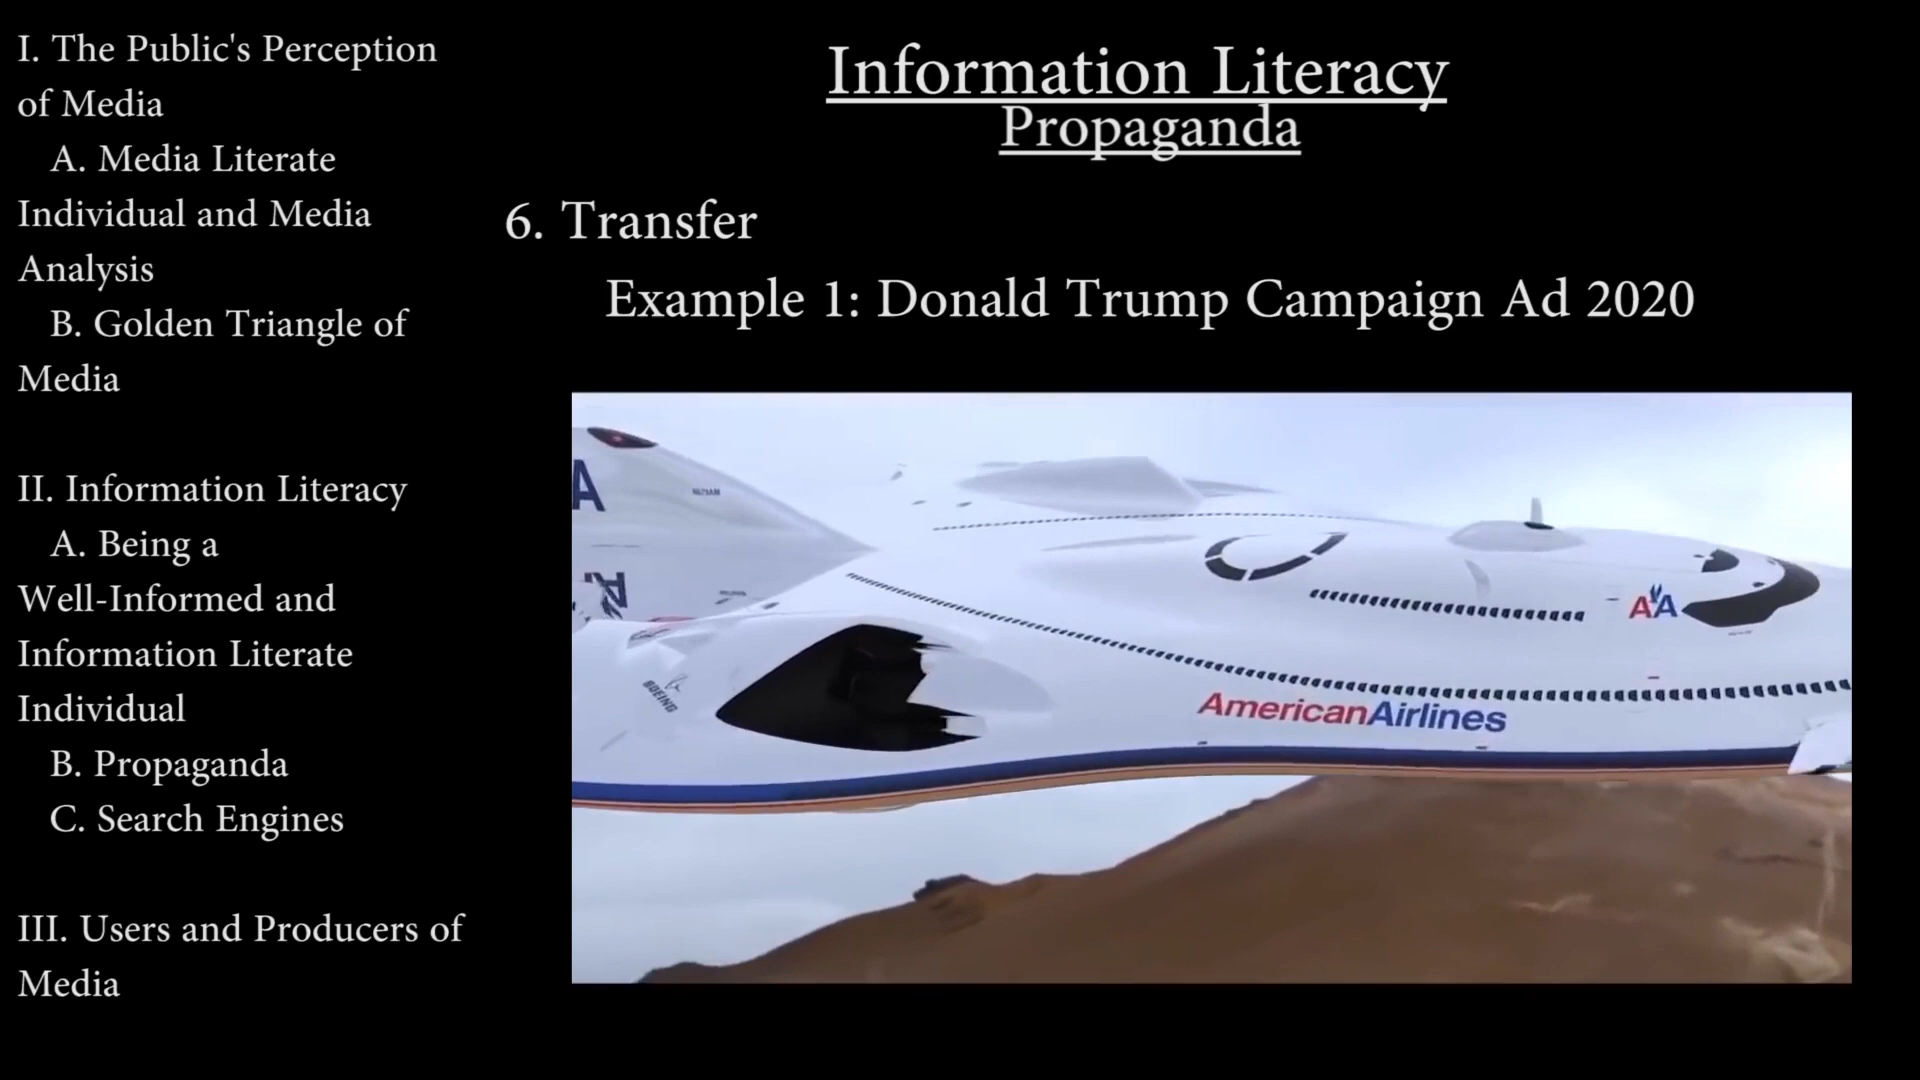 I. The Public's Perception
of Media
A. Media Literate
Individual and Media
Analysis
B. Golden Triangle of
Media
II. Information Literacy
A. Being a
Well-Informed and
Information Literate
Individual
B. Propaganda
C. Search Engines
III. Users and Producers of
Media
Information Literacy
Propaganda
6. Transfer
Example 1: Donald Trump Campaign Ad 2020
A
AA
BOEING
AmericanAirlines